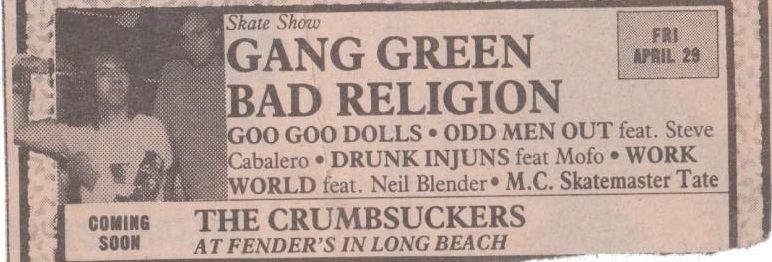 Skate Show
GANG GREEN
FRI
APRIL 29
BAD RELIGION
GOO GOO DOLLS • ODD MEN OUT feat. Steve
Cabalero • DRUNK INJUNS feat Mofo • WORK
WORLD feat. Neil Blender • M.C. Skatemaster Tate
COMING
SOON
THE CRUMBSUCKERS
AT FENDER'S IN LONG BEACH